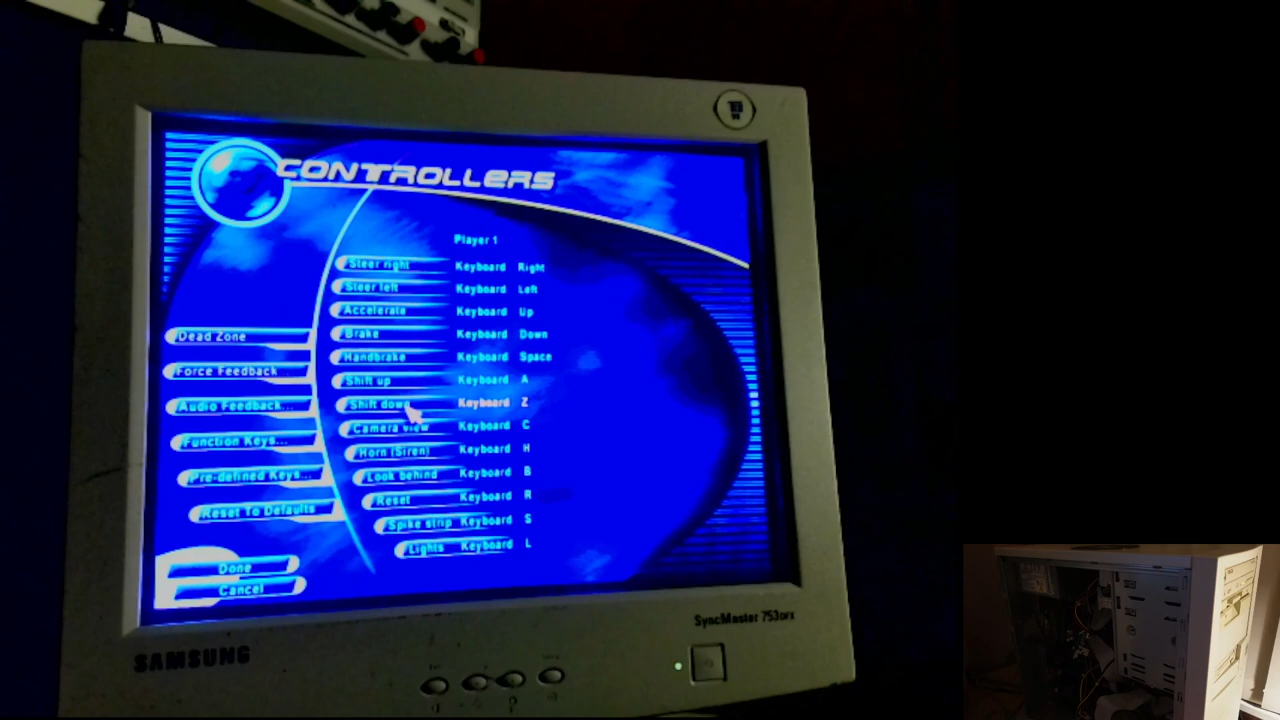 CONTROLLERS
Player 1
Steer right Keyboard Right
Steer left Keyboard Left
Accelerate Keyboard Up
Brake Keyboard Down
Handbrake Keyboard Space
Shift up Keyboard A
Shift down Keyboard Z
Camera view Keyboard C
Horn (Siren) Keyboard H
Look behind Keyboard B
Reset Keyboard R
Spike strip Keyboard S
Lights Keyboard L
Dead Zone
Force Feedback
Audio Feedback...
Function Keys...
Pre-defined Keys...
Reset To Defaults
Done
Cancel
SAMSUNG
SyncMaster 753DFX